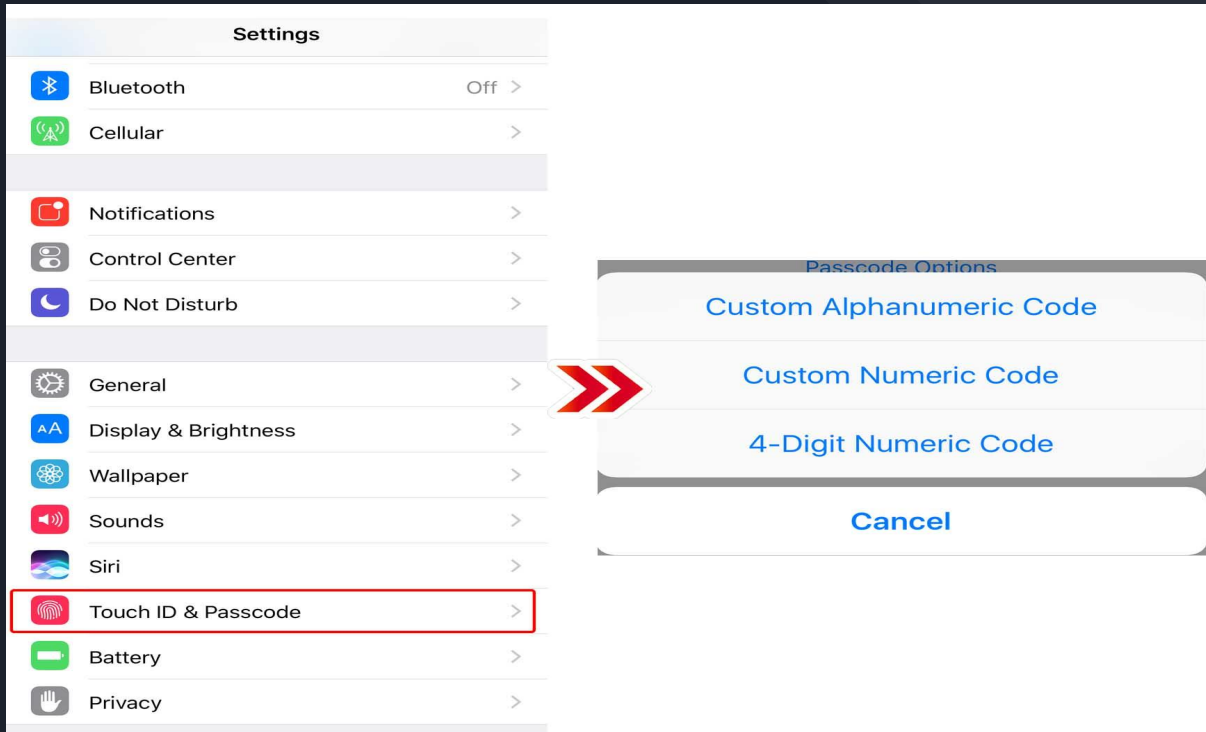 Settings
Bluetooth Off >
Cellular >
Notifications >
Control Center >
Do Not Disturb >
General >
AA Display & Brightness >
Wallpaper >
Sounds >
Siri >
Touch ID & Passcode >
Battery >
Privacy >
Passcode Options
Custom Alphanumeric Code
Custom Numeric Code
4-Digit Numeric Code
Cancel